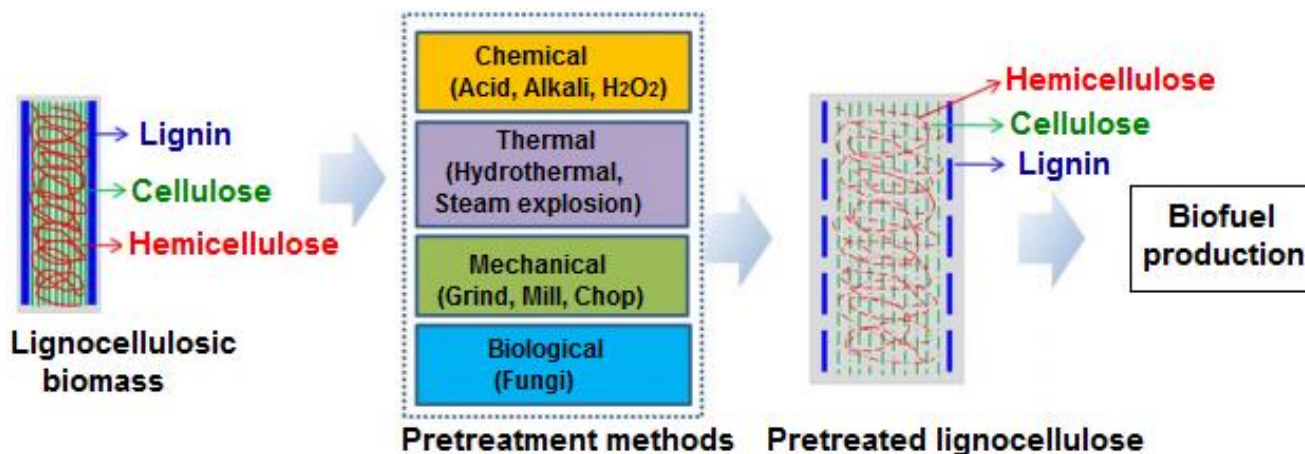 Lignin
Cellulose
Hemicellulose
Lignocellulosic
biomass
Chemical
(Acid, Alkali, H2O2)
Thermal
(Hydrothermal,
Steam explosion)
Mechanical
(Grind, Mill, Chop)
Biological
(Fungi)
Pretreatment methods
Hemicellulose
Cellulose
Lignin
Pretreated lignocellulose
Biofuel
production